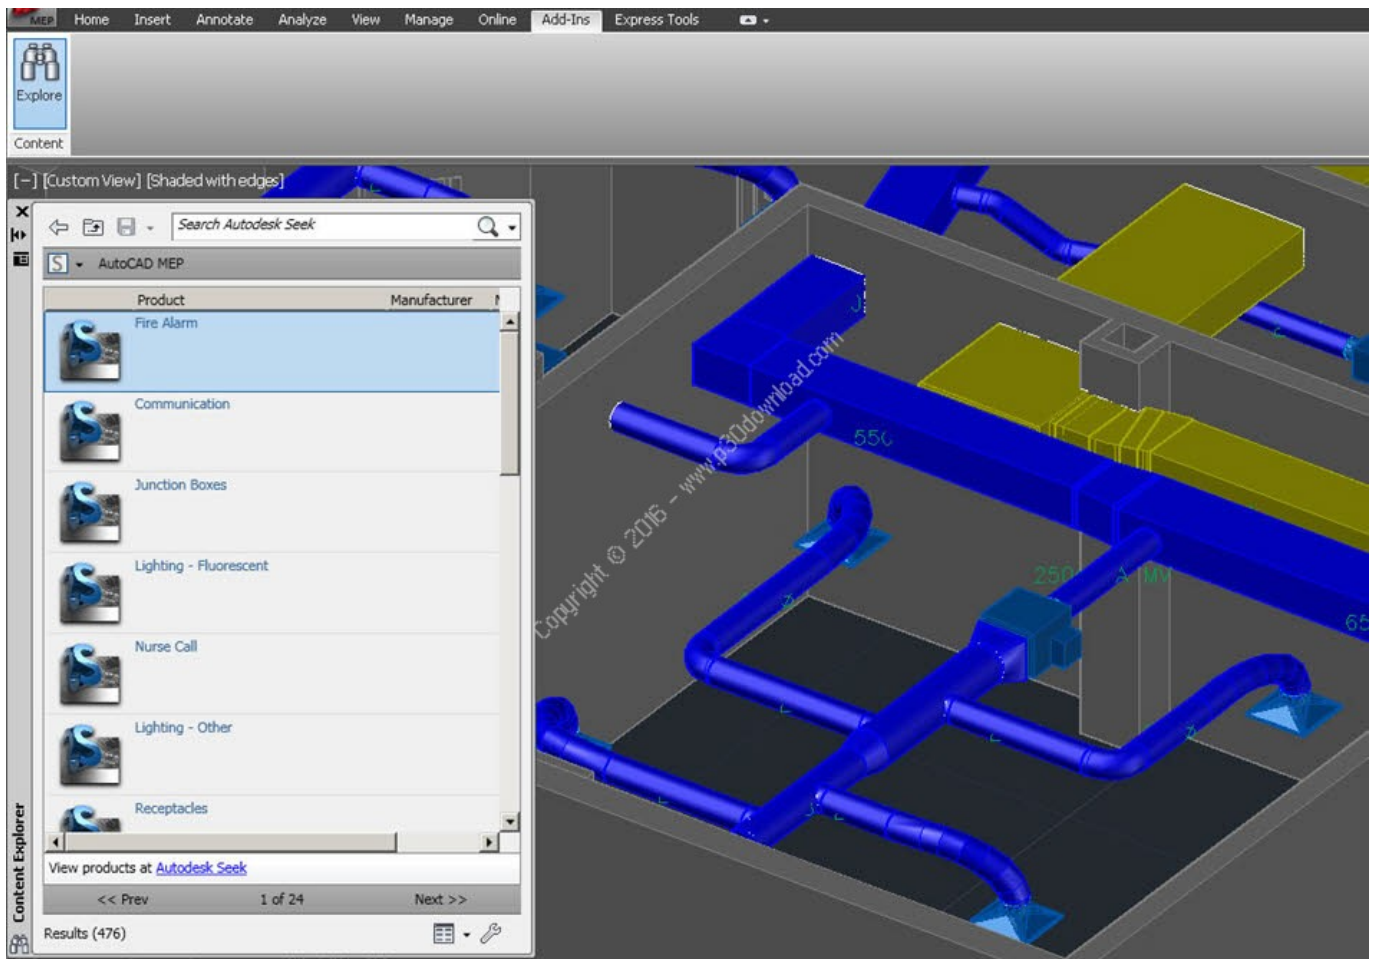 MEP Home Insert Annotate Analyze View Manage Online Add-Ins Express Tools
Explore
Content
[−] [Custom View] [Shaded with edges]
Search Autodesk Seek
S AutoCAD MEP
Product Manufacturer
Fire Alarm
Communication
Junction Boxes
Lighting - Fluorescent
Nurse Call
Lighting - Other
Receptacles
View products at Autodesk Seek
<< Prev 1 of 24 Next >>
Results (476)
Content Explorer
Copyright © 2016 - www.p30download.com
550
250 A MV
65